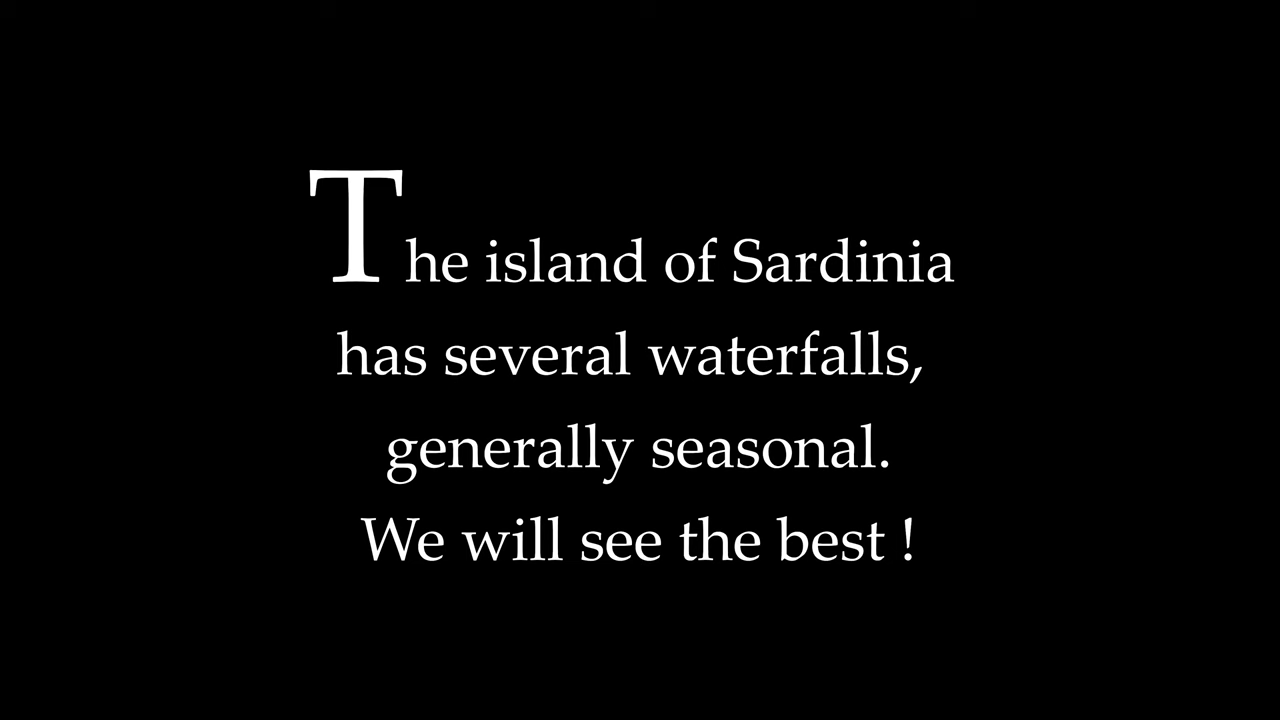 The island of Sardinia
has several waterfalls,
generally seasonal.
We will see the best !